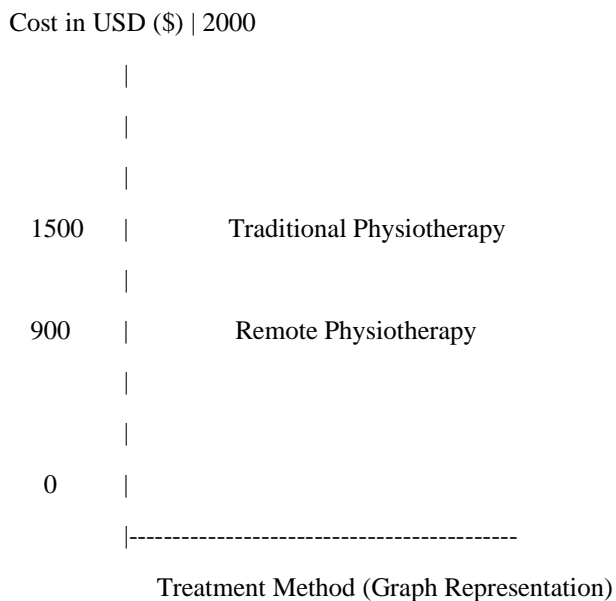 Cost in USD ($) | 2000
|
|
|
1500 | Traditional Physiotherapy
|
900 | Remote Physiotherapy
|
|
0 |
|---------------------------------------------
Treatment Method (Graph Representation)